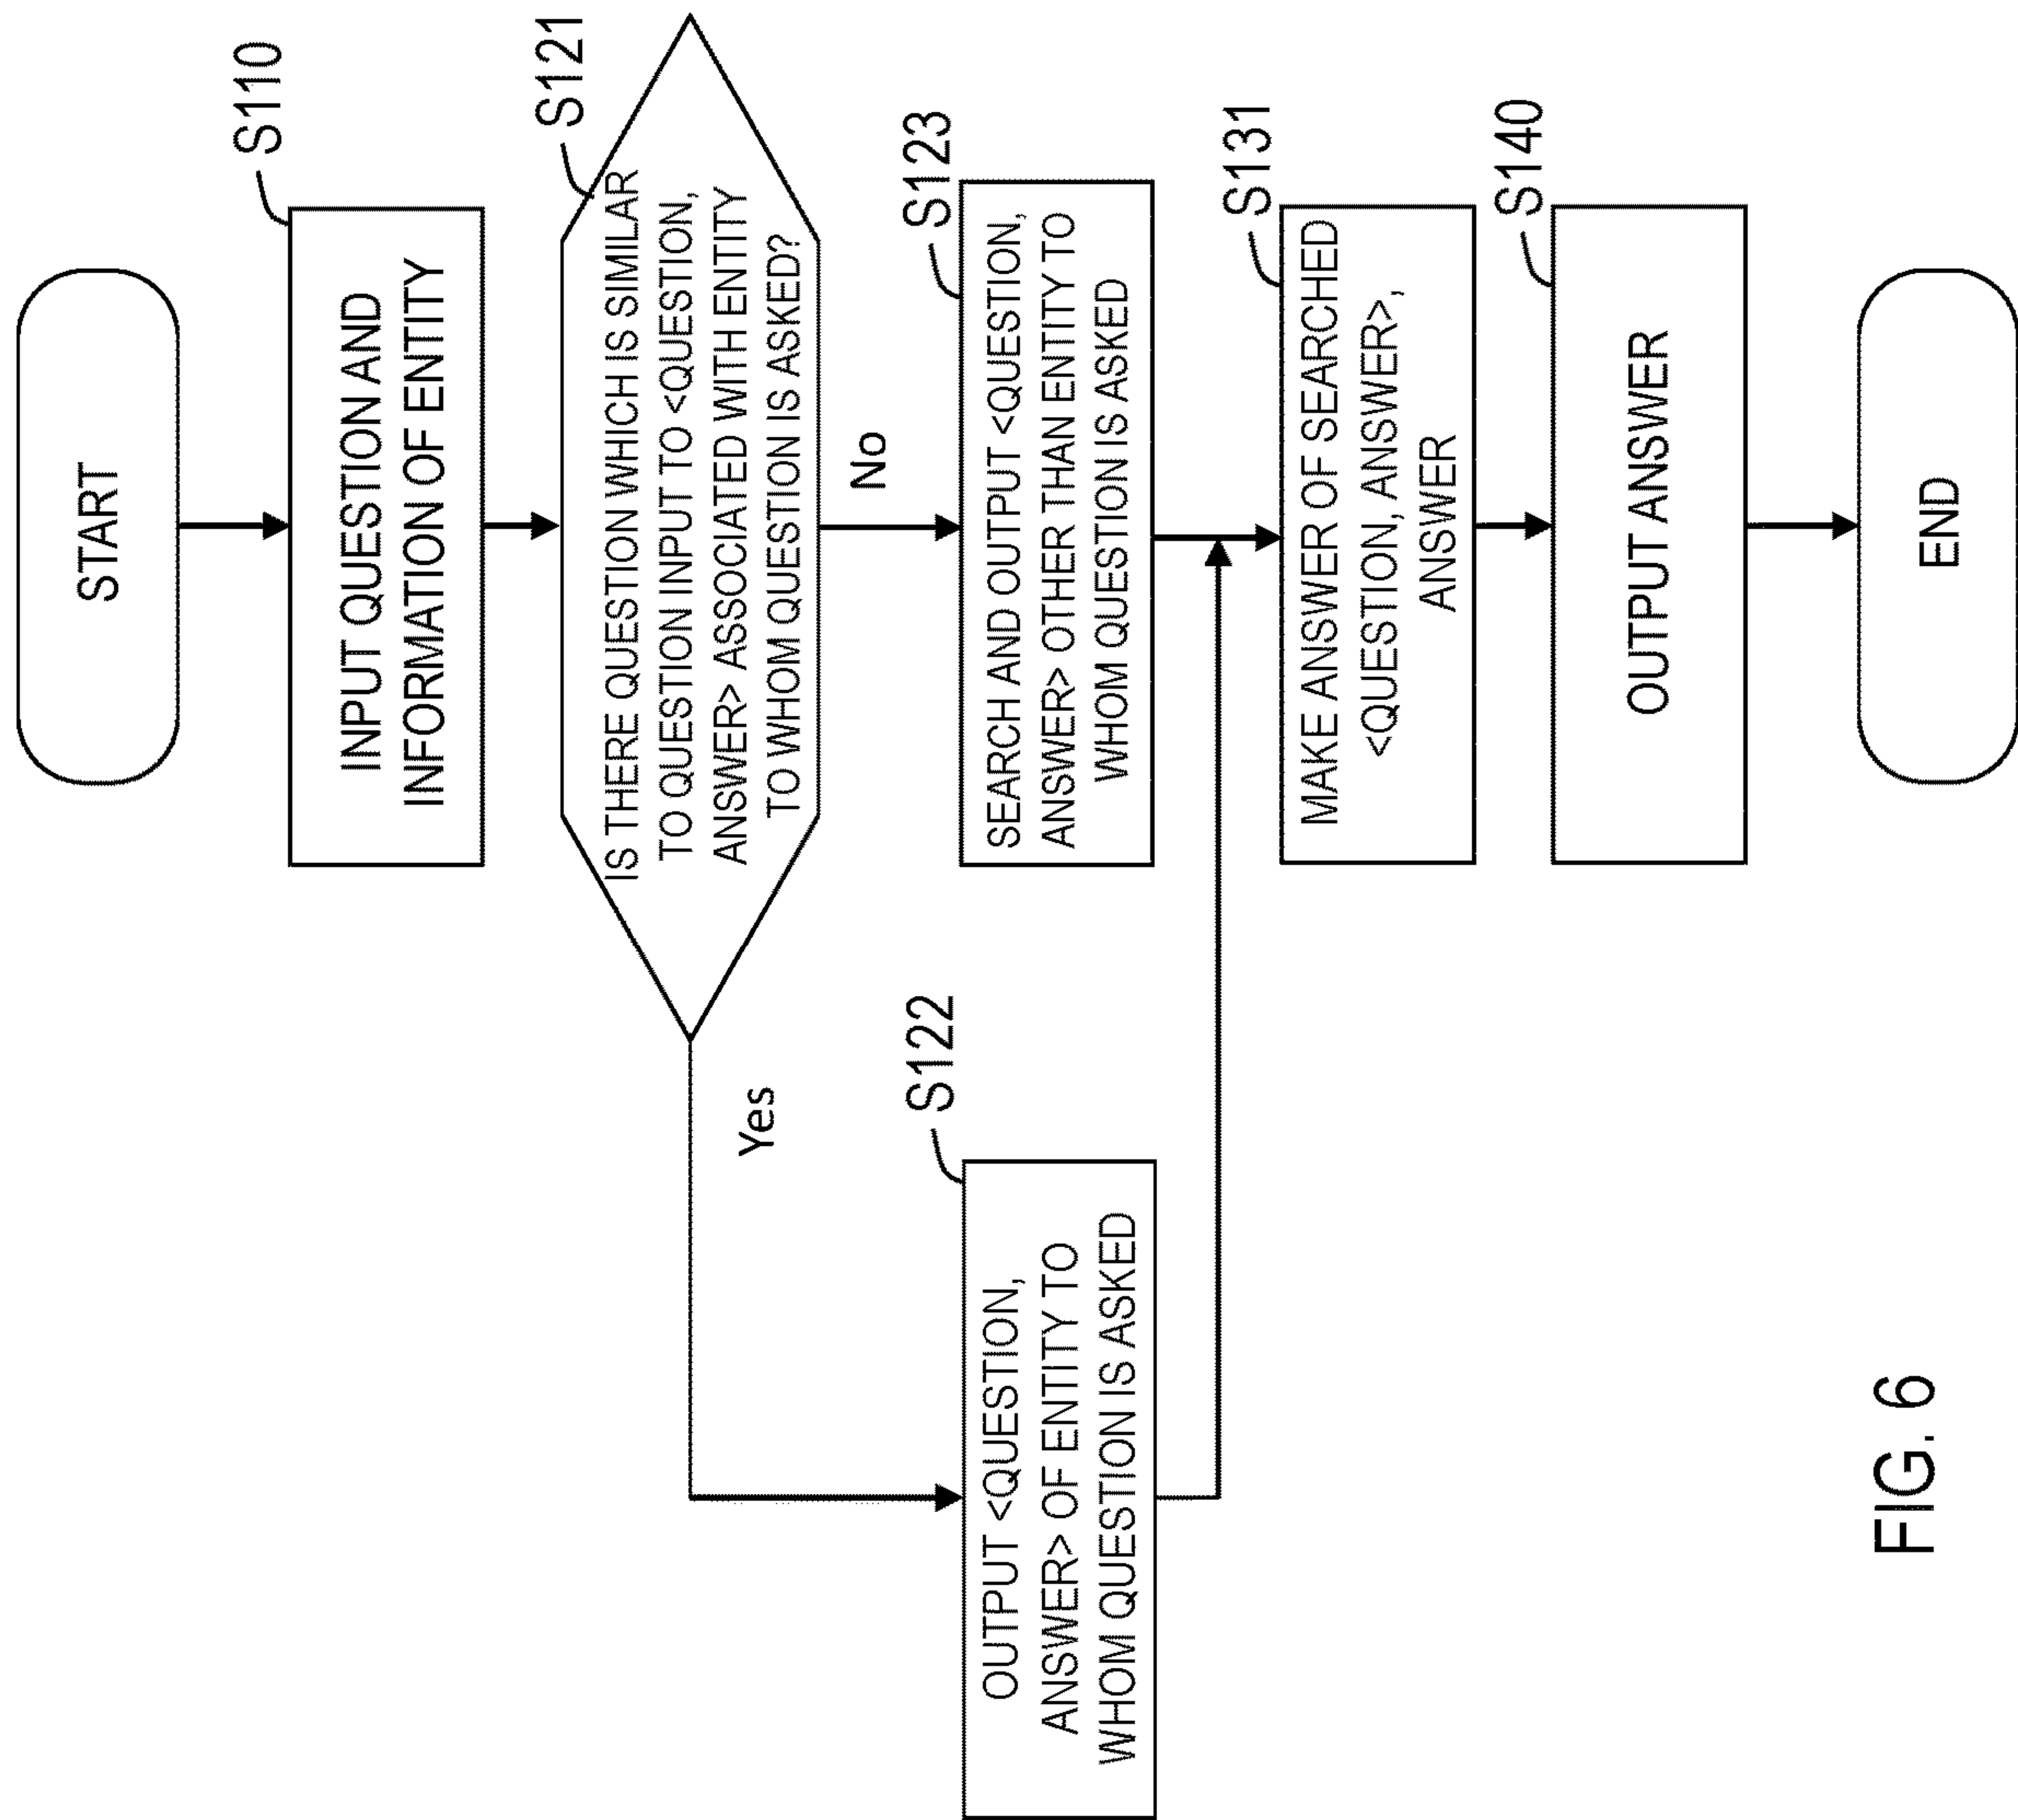 START
S110
INPUT QUESTION AND
INFORMATION OF ENTITY
S121
IS THERE QUESTION WHICH IS SIMILAR
TO QUESTION INPUT TO <QUESTION,
ANSWER> ASSOCIATED WITH ENTITY
TO WHOM QUESTION IS ASKED?
Yes
No
S122
OUTPUT <QUESTION,
ANSWER> OF ENTITY TO
WHOM QUESTION IS ASKED
S123
SEARCH AND OUTPUT <QUESTION,
ANSWER> OTHER THAN ENTITY TO
WHOM QUESTION IS ASKED
S131
MAKE ANSWER OF SEARCHED
<QUESTION, ANSWER>,
ANSWER
S140
OUTPUT ANSWER
END
FIG. 6